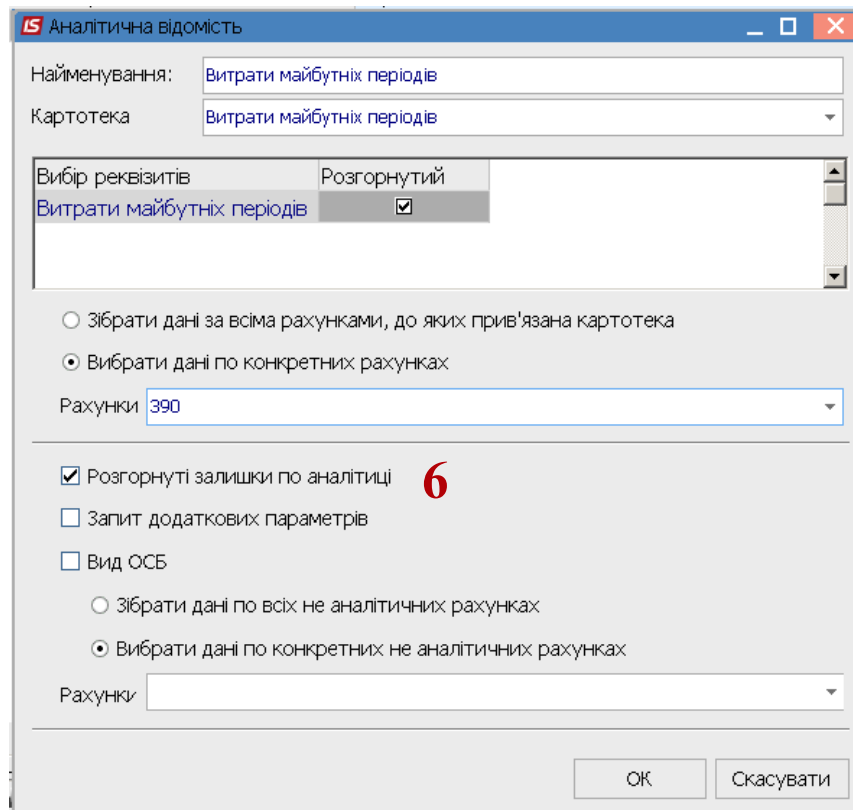 IS Аналітична відомість
Найменування: Витрати майбутніх періодів
Картотека Витрати майбутніх періодів
Вибір реквізитів Розгорнутий
Витрати майбутніх періодів
Зібрати дані за всіма рахунками, до яких прив'язана картотека
Вибрати дані по конкретних рахунках
Рахунки 390
Розгорнуті залишки по аналітиці 6
Запит додаткових параметрів
Вид ОСБ
Зібрати дані по всіх не аналітичних рахунках
Вибрати дані по конкретних не аналітичних рахунках
Рахунки
ОК Скасувати